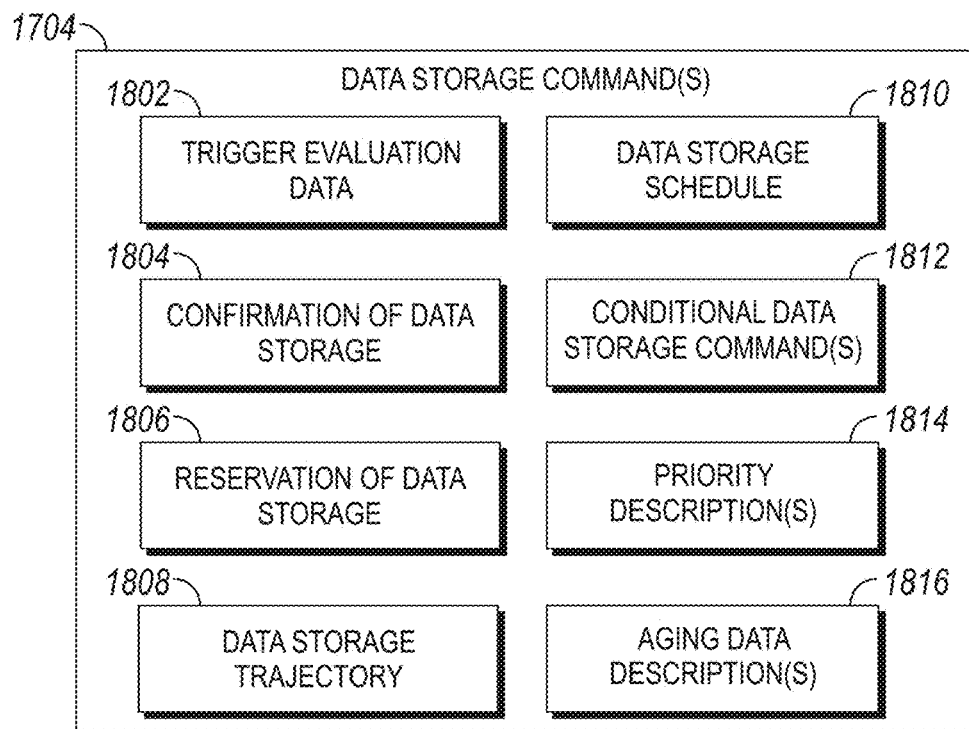 1704
DATA STORAGE COMMAND(S)
1802
TRIGGER EVALUATION
DATA
1810
DATA STORAGE
SCHEDULE
1804
CONFIRMATION OF DATA
STORAGE
1812
CONDITIONAL DATA
STORAGE COMMAND(S)
1806
RESERVATION OF DATA
STORAGE
1814
PRIORITY
DESCRIPTION(S)
1808
DATA STORAGE
TRAJECTORY
1816
AGING DATA
DESCRIPTION(S)